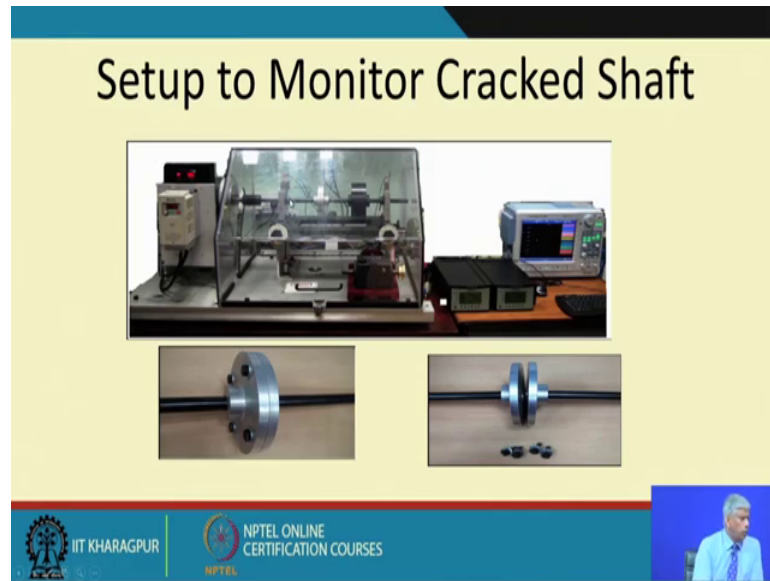 Setup to Monitor Cracked Shaft
IIT KHARAGPUR
NPTEL
NPTEL ONLINE
CERTIFICATION COURSES